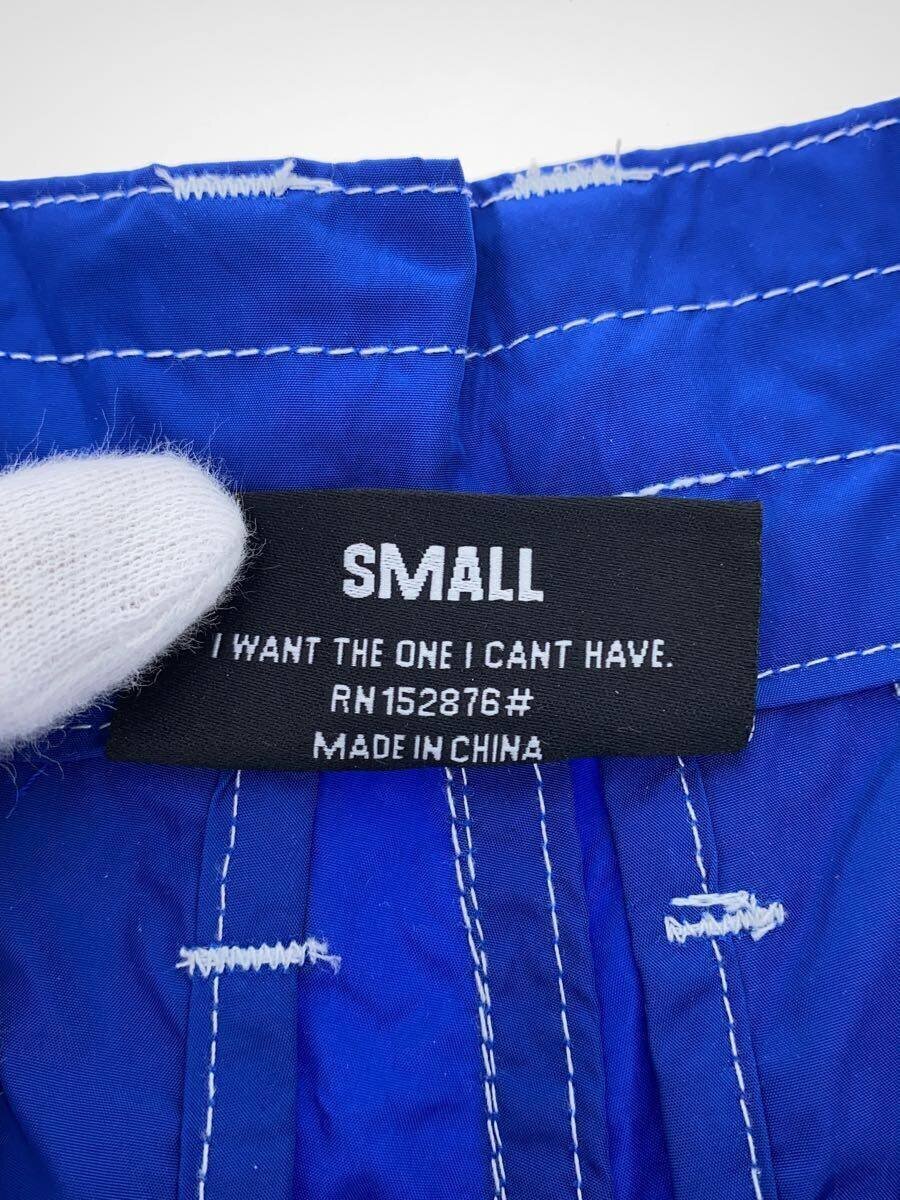 SMALL
I WANT THE ONE I CANT HAVE.
RN152876#
MADE IN CHINA